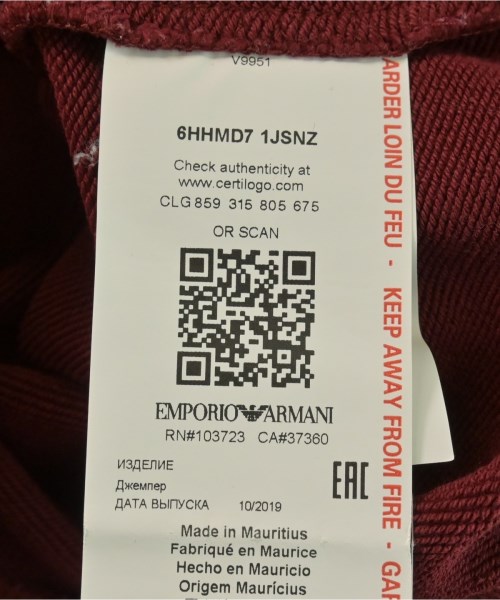 V9951
6HHMD7 1JSNZ
Check authenticity at
www.certilogo.com
CLG 859 315 805 675
OR SCAN
EMPORIO ARMANI
RN#103723 CA#37360
ИЗДЕЛИЕ
Джемпер
ДАТА ВЫПУСКА 10/2019
EAC
Made in Mauritius
Fabriqué en Maurice
Hecho en Mauricio
Origem Maurícius
ARDER LOIN DU FEU - KEEP AWAY FROM FIRE - GAR